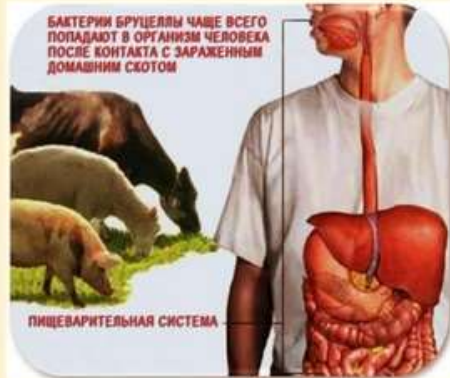 БАКТЕРИИ БРУЦЕЛЛЫ ЧАЩЕ ВСЕГО
ПОПАДАЮТ В ОРГАНИЗМ ЧЕЛОВЕКА
ПОСЛЕ КОНТАКТА С ЗАРАЖЕННЫМ
ДОМАШНИМ СКОТОМ
ПИЩЕВАРИТЕЛЬНАЯ СИСТЕМА